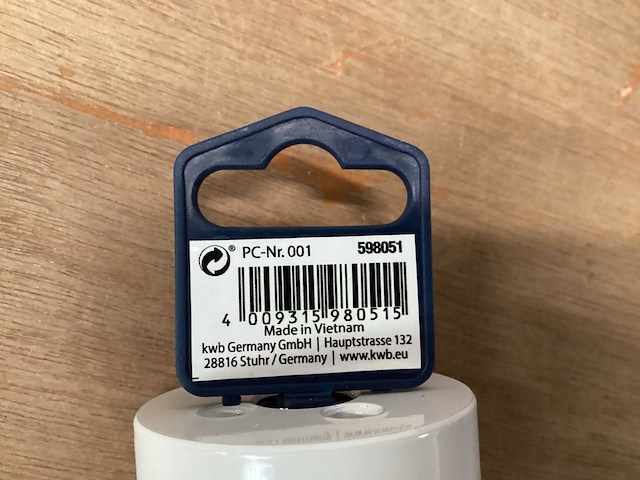 ® PC-Nr. 001 598051
4 009315 980515
Made in Vietnam
kwb Germany GmbH | Hauptstrasse 132
28816 Stuhr / Germany | www.kwb.eu